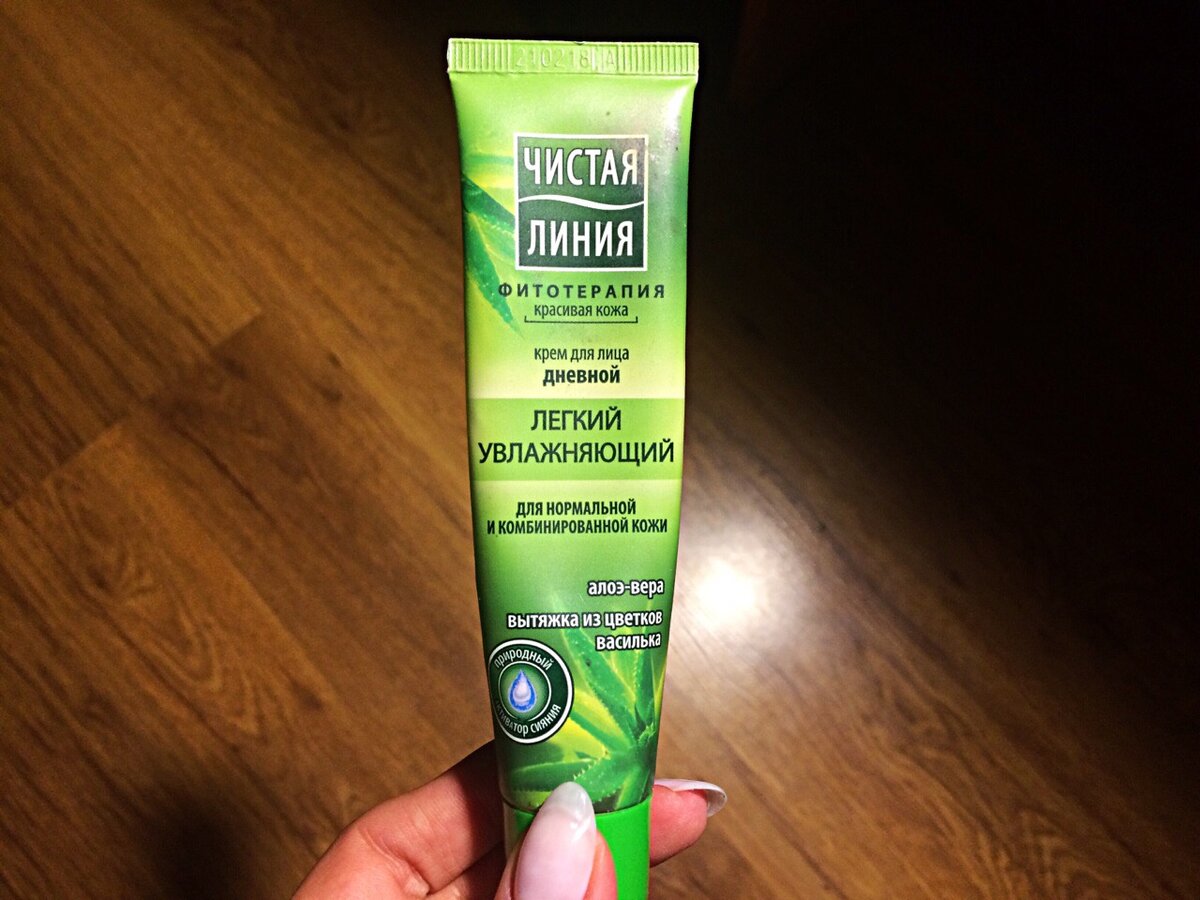 210218
ЧИСТАЯ
ЛИНИЯ
ФИТОТЕРАПИЯ
красивая кожа
крем для лица
дневной
ЛЕГКИЙ
УВЛАЖНЯЮЩИЙ
ДЛЯ НОРМАЛЬНОЙ
И КОМБИНИРОВАННОЙ КОЖИ
алоэ-вера
вытяжка из цветков
василька
природный
активатор сияния